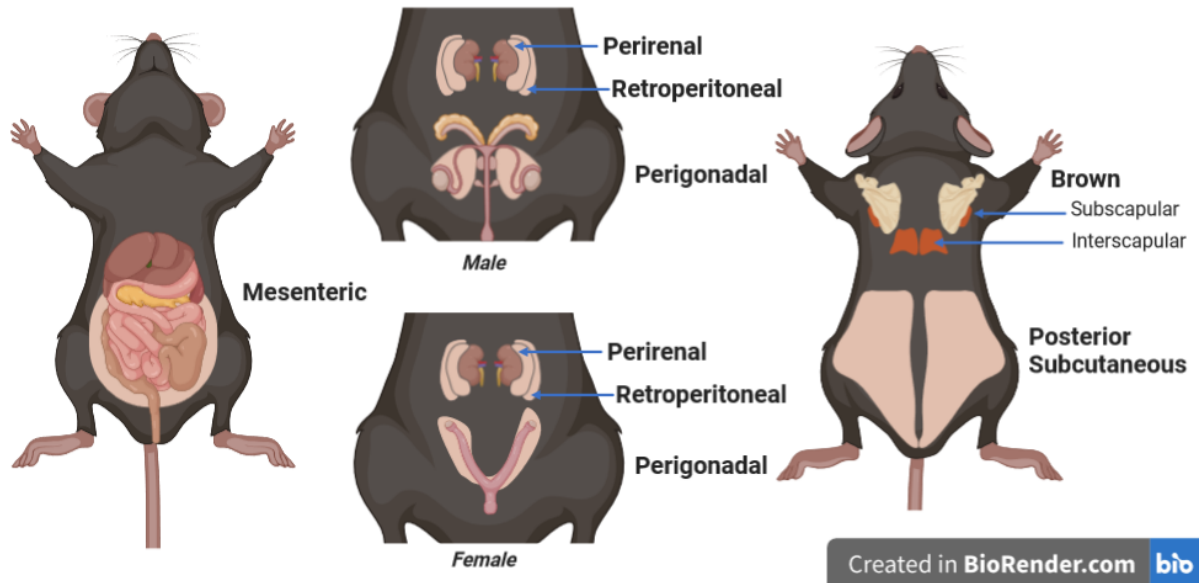 Mesenteric
Perirenal
Retroperitoneal
Perigonadal
Male
Perirenal
Retroperitoneal
Perigonadal
Female
Brown
Subscapular
Interscapular
Posterior
Subcutaneous
Created in BioRender.com bio